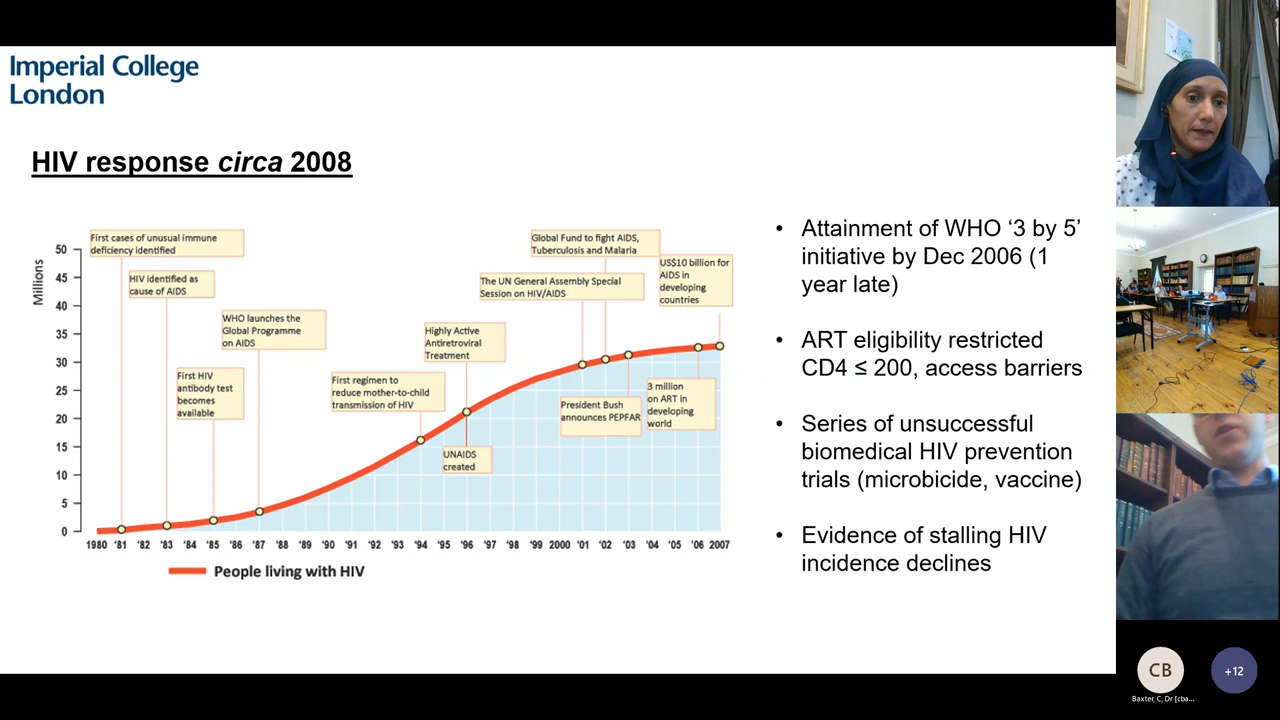 Imperial College
London
HIV response circa 2008
First cases of unusual immune
deficiency identified
HIV identified as
cause of AIDS
WHO launches the
Global Programme
on AIDS
First HIV
antibody test
becomes
available
First regimen to
reduce mother-to-child
transmission of HIV
Highly Active
Antiretroviral
Treatment
UNAIDS
created
The UN General Assembly Special
Session on HIV/AIDS
Global Fund to fight AIDS,
Tuberculosis and Malaria
President Bush
announces PEPFAR
3 million
on ART in
developing
world
US$10 billion for
AIDS in
developing
countries
Millions
50
45
40
35
30
25
20
15
10
5
0
1980 '81 '82 '83 '84 '85 '86 '87 '88 '89 '90 '91 '92 '93 '94 '95 '96 '97 '98 '99 2000 '01 '02 '03 '04 '05 '06 2007
People living with HIV
• Attainment of WHO ‘3 by 5’
initiative by Dec 2006 (1
year late)
• ART eligibility restricted
CD4 ≤ 200, access barriers
• Series of unsuccessful
biomedical HIV prevention
trials (microbicide, vaccine)
• Evidence of stalling HIV
incidence declines
CB
+12
Baxter, C, Dr [cba...